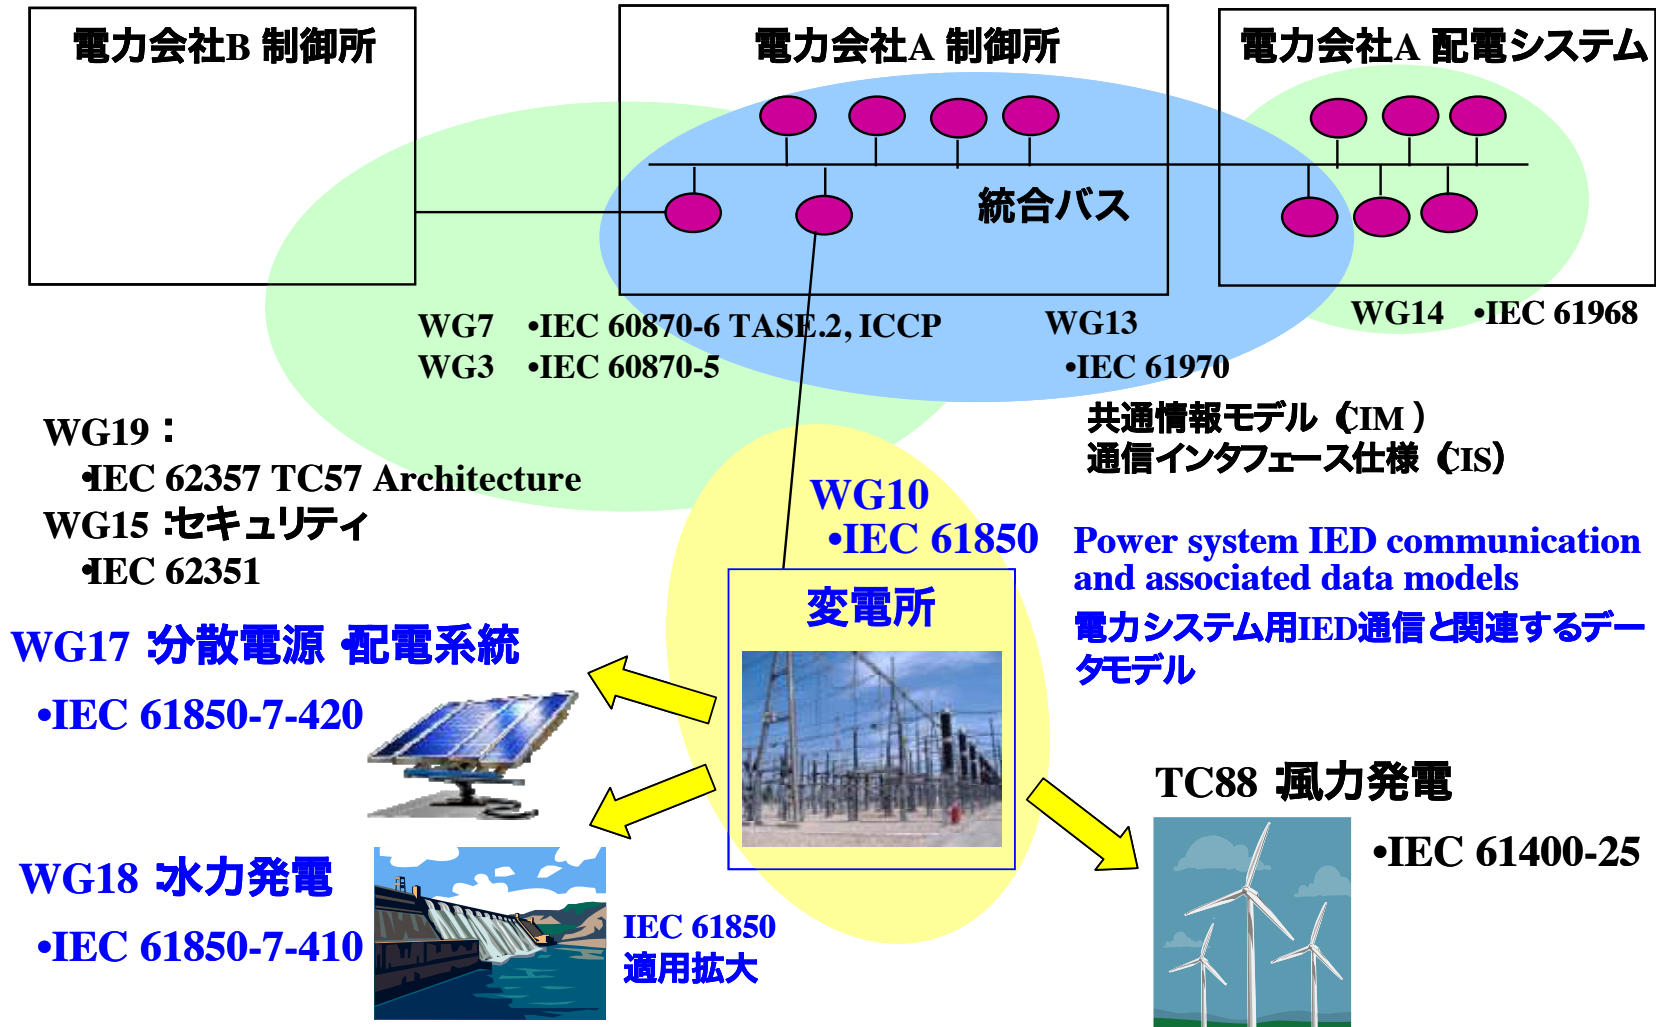 電力会社B 制御所
電力会社A 制御所
電力会社A 配電システム
統合バス
WG7 •IEC 60870-6 TASE.2, ICCP
WG3 •IEC 60870-5
WG13
•IEC 61970
共通情報モデル（CIM）
通信インタフェース仕様（CIS）
WG14 •IEC 61968
WG19：
•IEC 62357 TC57 Architecture
WG15：セキュリティ
•IEC 62351
WG10
•IEC 61850
Power system IED communication
and associated data models
電力システム用IED通信と関連するデー
タモデル
変電所
WG17：分散電源・配電系統
•IEC 61850-7-420
WG18：水力発電
•IEC 61850-7-410
IEC 61850
適用拡大
TC88：風力発電
•IEC 61400-25